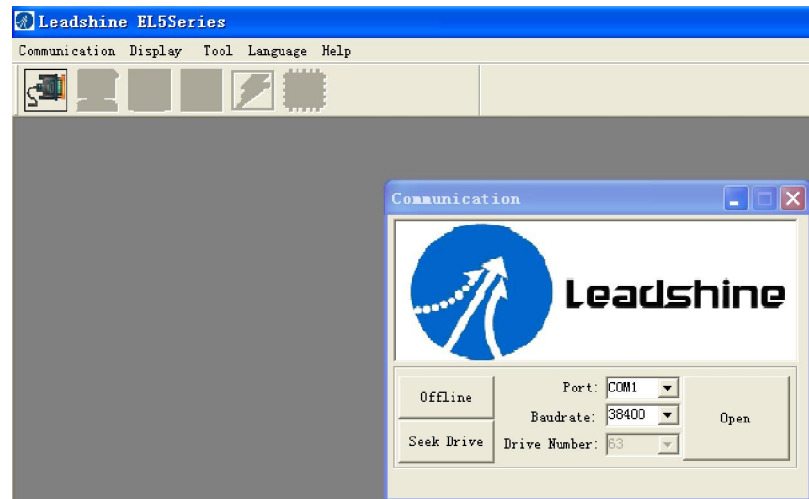 Leadshine EL5Series
Communication Display Tool Language Help
Communication
Leadshine
Offline
Port: COM1
Baudrate: 38400
Open
Seek Drive
Drive Number: 63